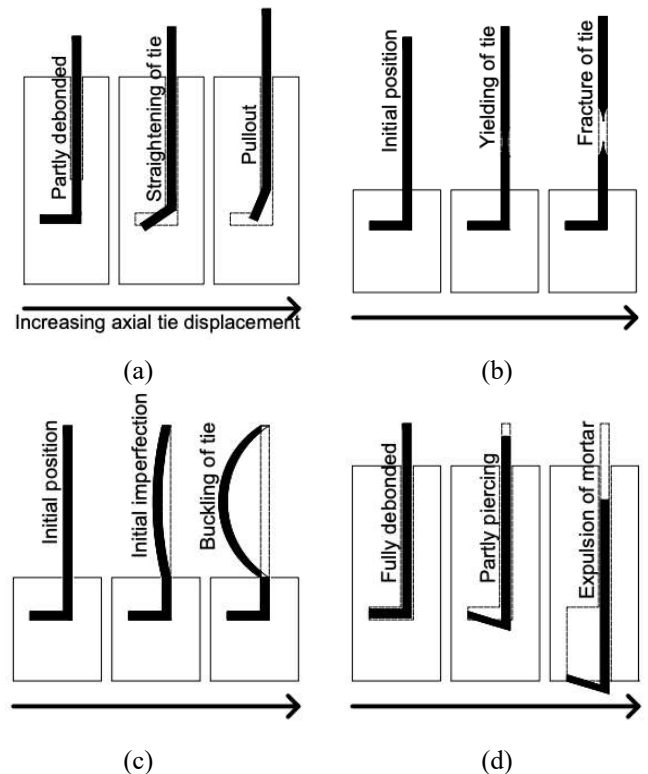 Partly debonded
Straightening of tie
Pullout
Increasing axial tie displacement
(a)
Initial position
Yielding of tie
Fracture of tie
(b)
Initial position
Initial imperfection
Buckling of tie
(c)
Fully debonded
Partly piercing
Expulsion of mortar
(d)